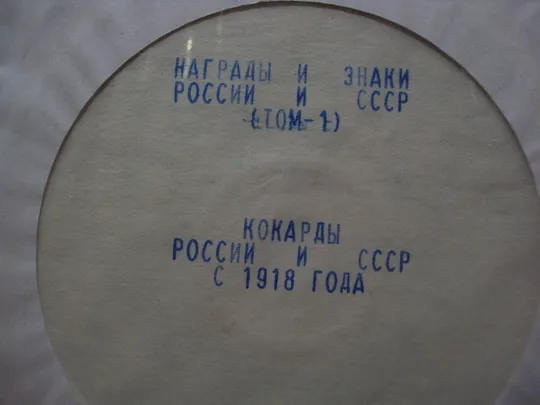 НАГРАДЫ И ЗНАКИ
РОССИИ И СССР
(ТОМ-1)
КОКАРДЫ
РОССИИ И СССР
С 1918 ГОДА